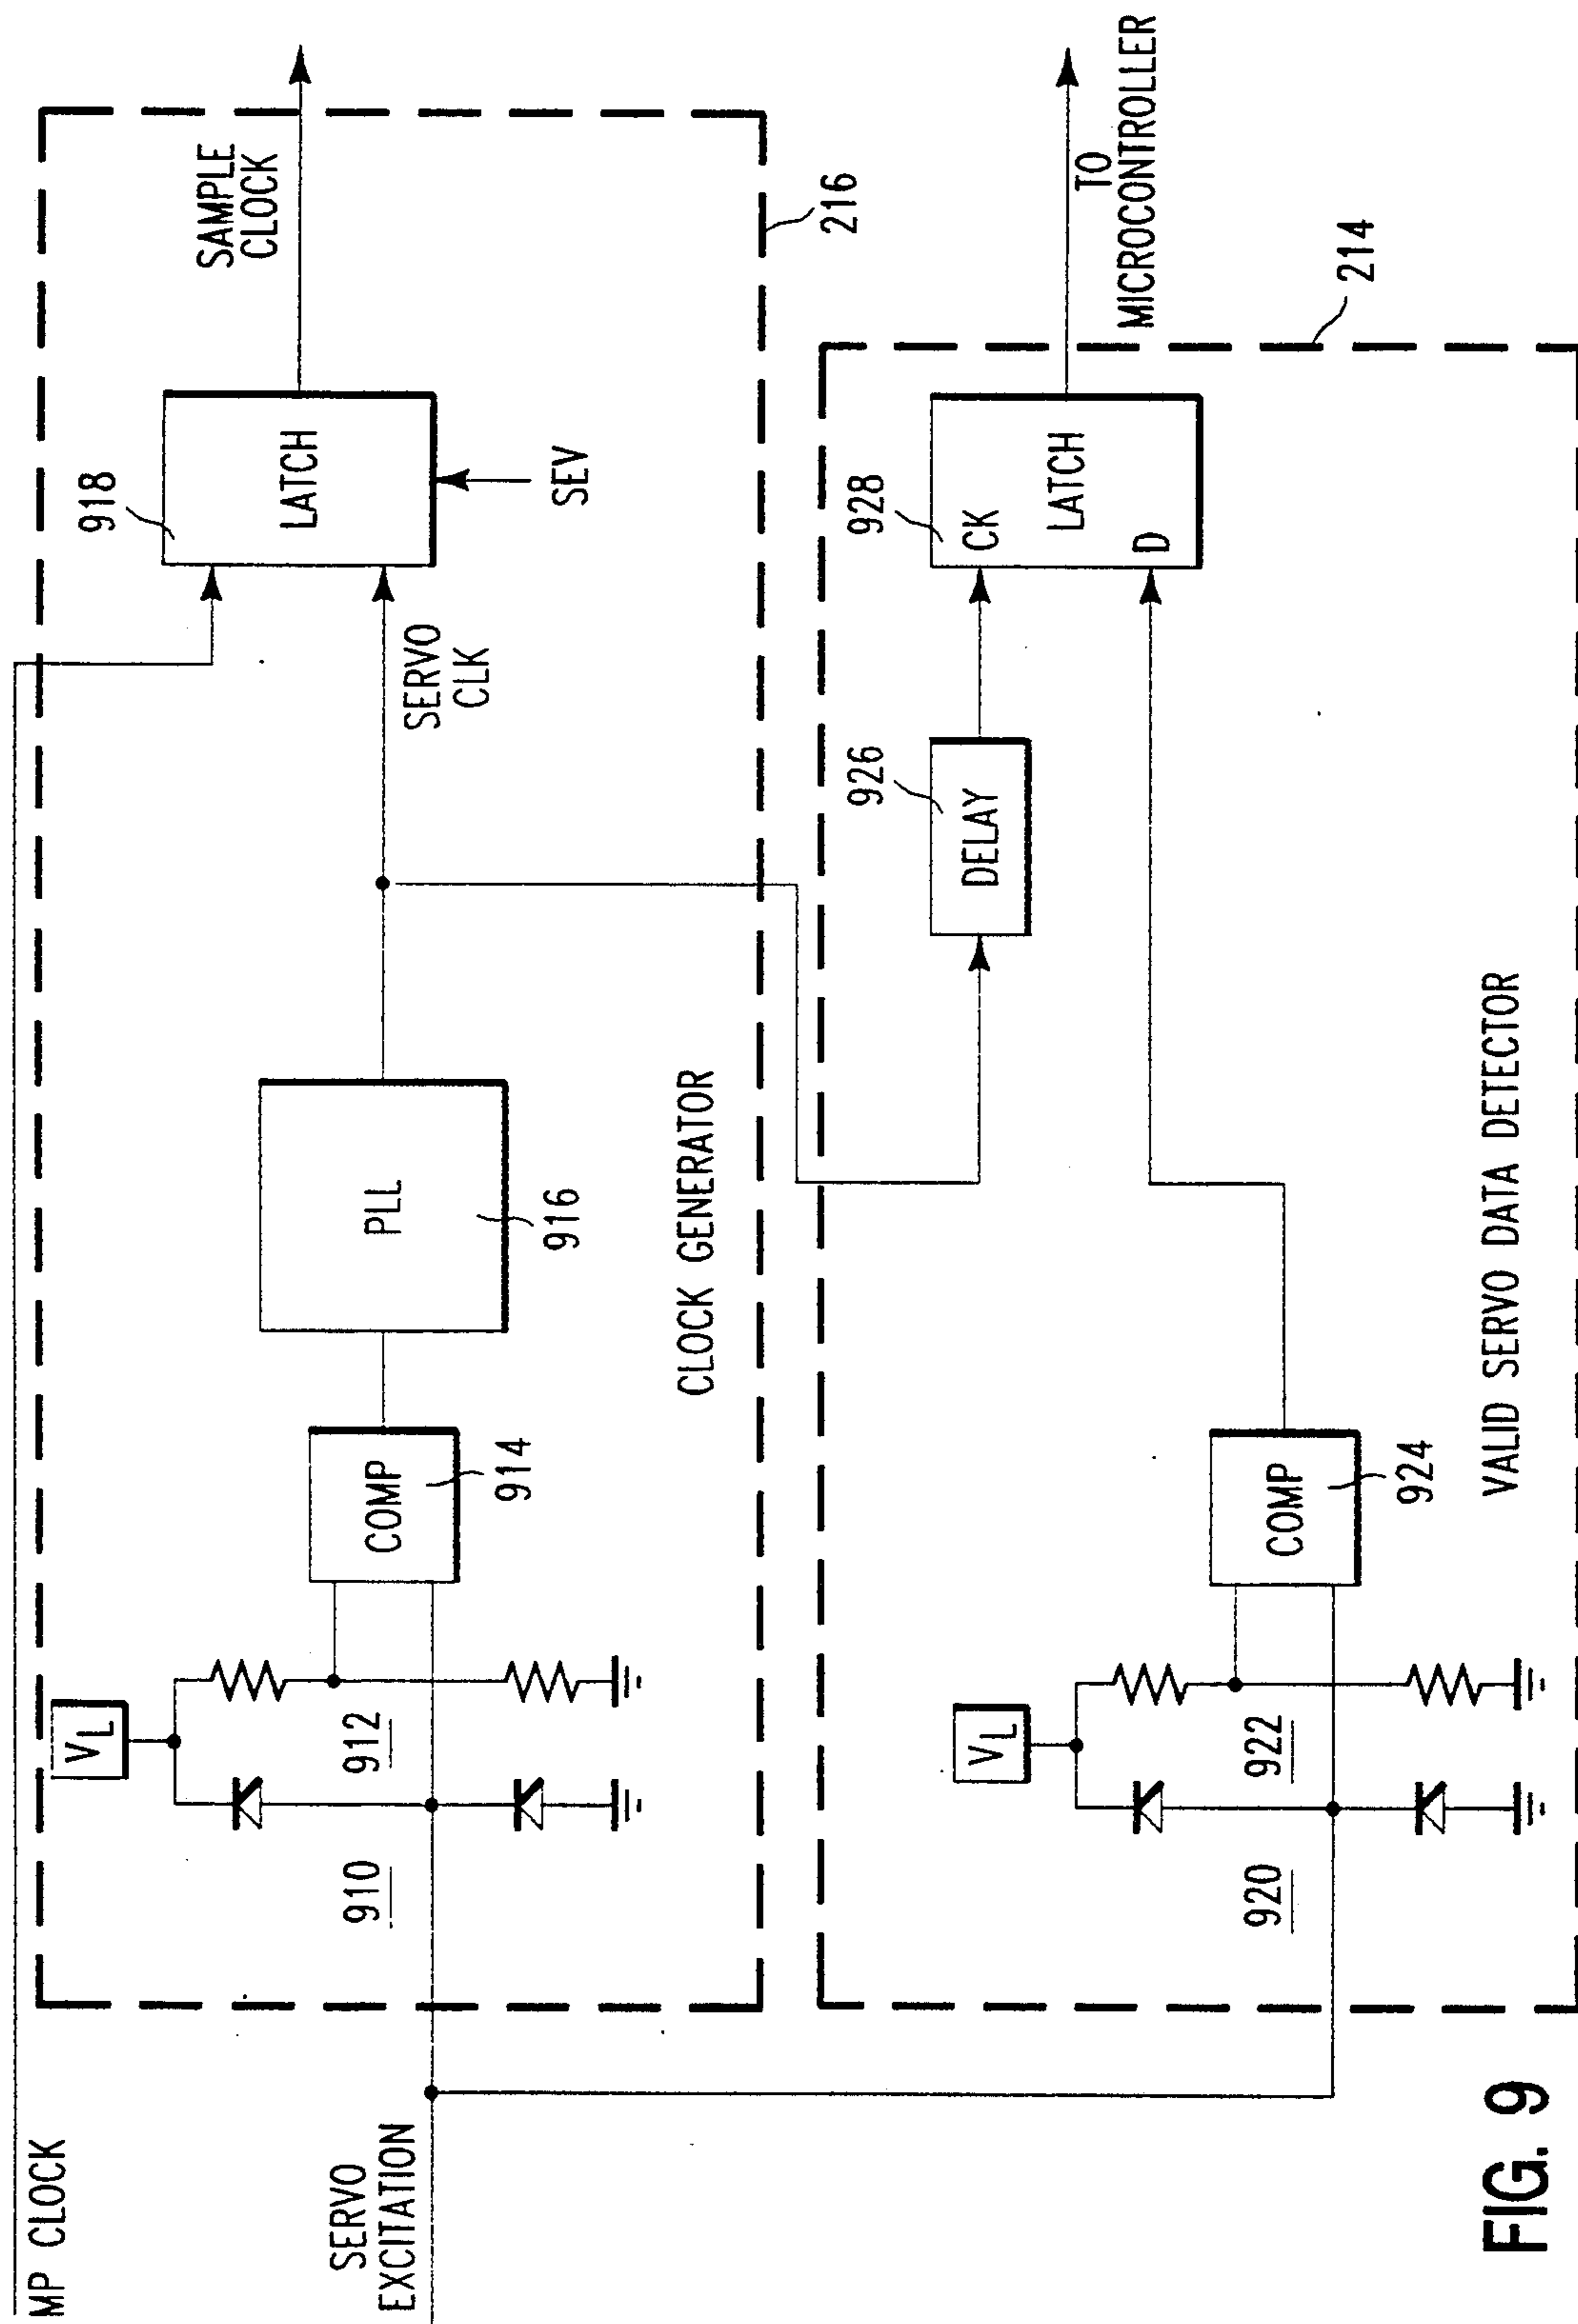 MP CLOCK
SERVO
EXCITATION
910
912
VL
COMP
914
PLL
916
SERVO
CLK
918
LATCH
SEV
SAMPLE
CLOCK
CLOCK GENERATOR
216
920
922
VL
COMP
924
DELAY
926
928
CK
LATCH
D
TO
MICROCONTROLLER
214
VALID SERVO DATA DETECTOR
FIG. 9